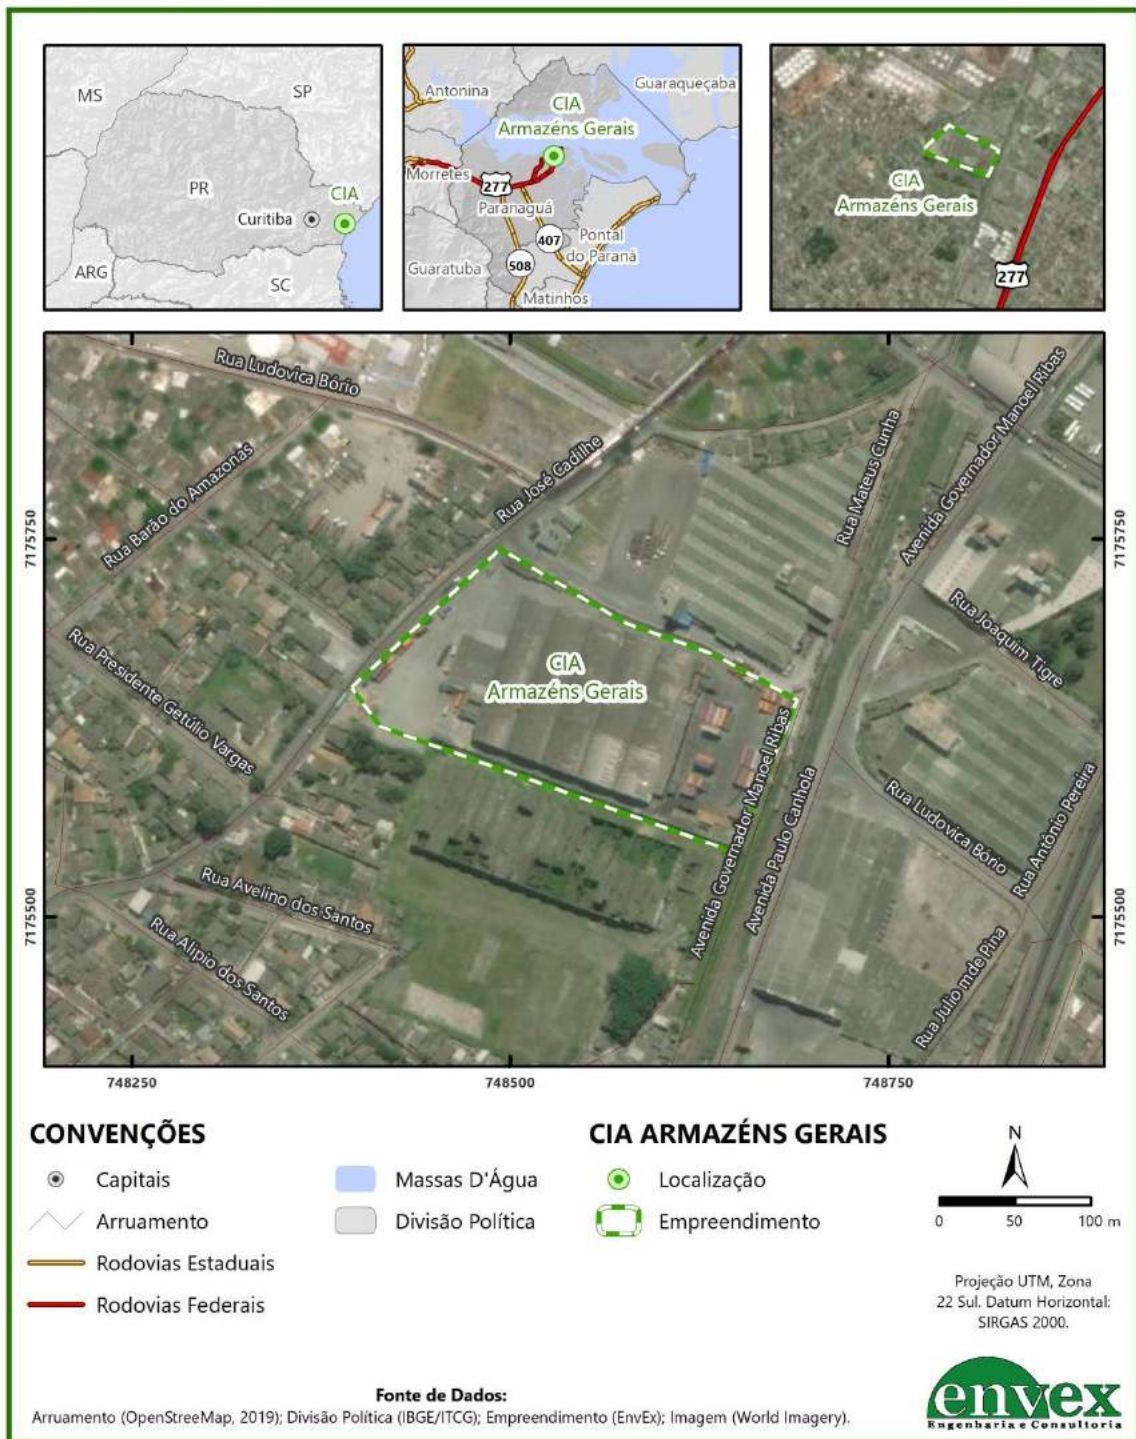 MS
SP
PR
CIA
Curitiba
ARG
SC
Antonina
Guaraqueçaba
CIA
Armazéns Gerais
Morretes
277
Paranaguá
407
Pontal
do Paraná
508
Guaratuba
Matinhos
CIA
Armazéns Gerais
277
Rua Ludovica Bório
Rua José Cadilhe
Rua Barão do Amazonas
Rua Mateus Cunha
Avenida Governador Manoel Ribas
7175750
7175750
Rua Joaquim Tigre
Rua Presidente Getúlio Vargas
CIA
Armazéns Gerais
Avenida Governador Manoel Ribas
Avenida Paulo Canhola
Rua Ludovica Bório
Rua Antônio Pereira
Rua Avelino dos Santos
Rua Alipio dos Santos
Rua Julio mde Pina
7175500
7175500
748250
748500
748750
CONVENÇÕES
Capitais
Arruamento
Rodovias Estaduais
Rodovias Federais
Massas D'Água
Divisão Política
CIA ARMAZÉNS GERAIS
Localização
Empreendimento
N
0 50 100 m
Projeção UTM, Zona
22 Sul. Datum Horizontal:
SIRGAS 2000.
Fonte de Dados:
Arruamento (OpenStreeMap, 2019); Divisão Política (IBGE/ITCG); Empreendimento (EnvEx); Imagem (World Imagery).
envex
Engenharia e Consultoria